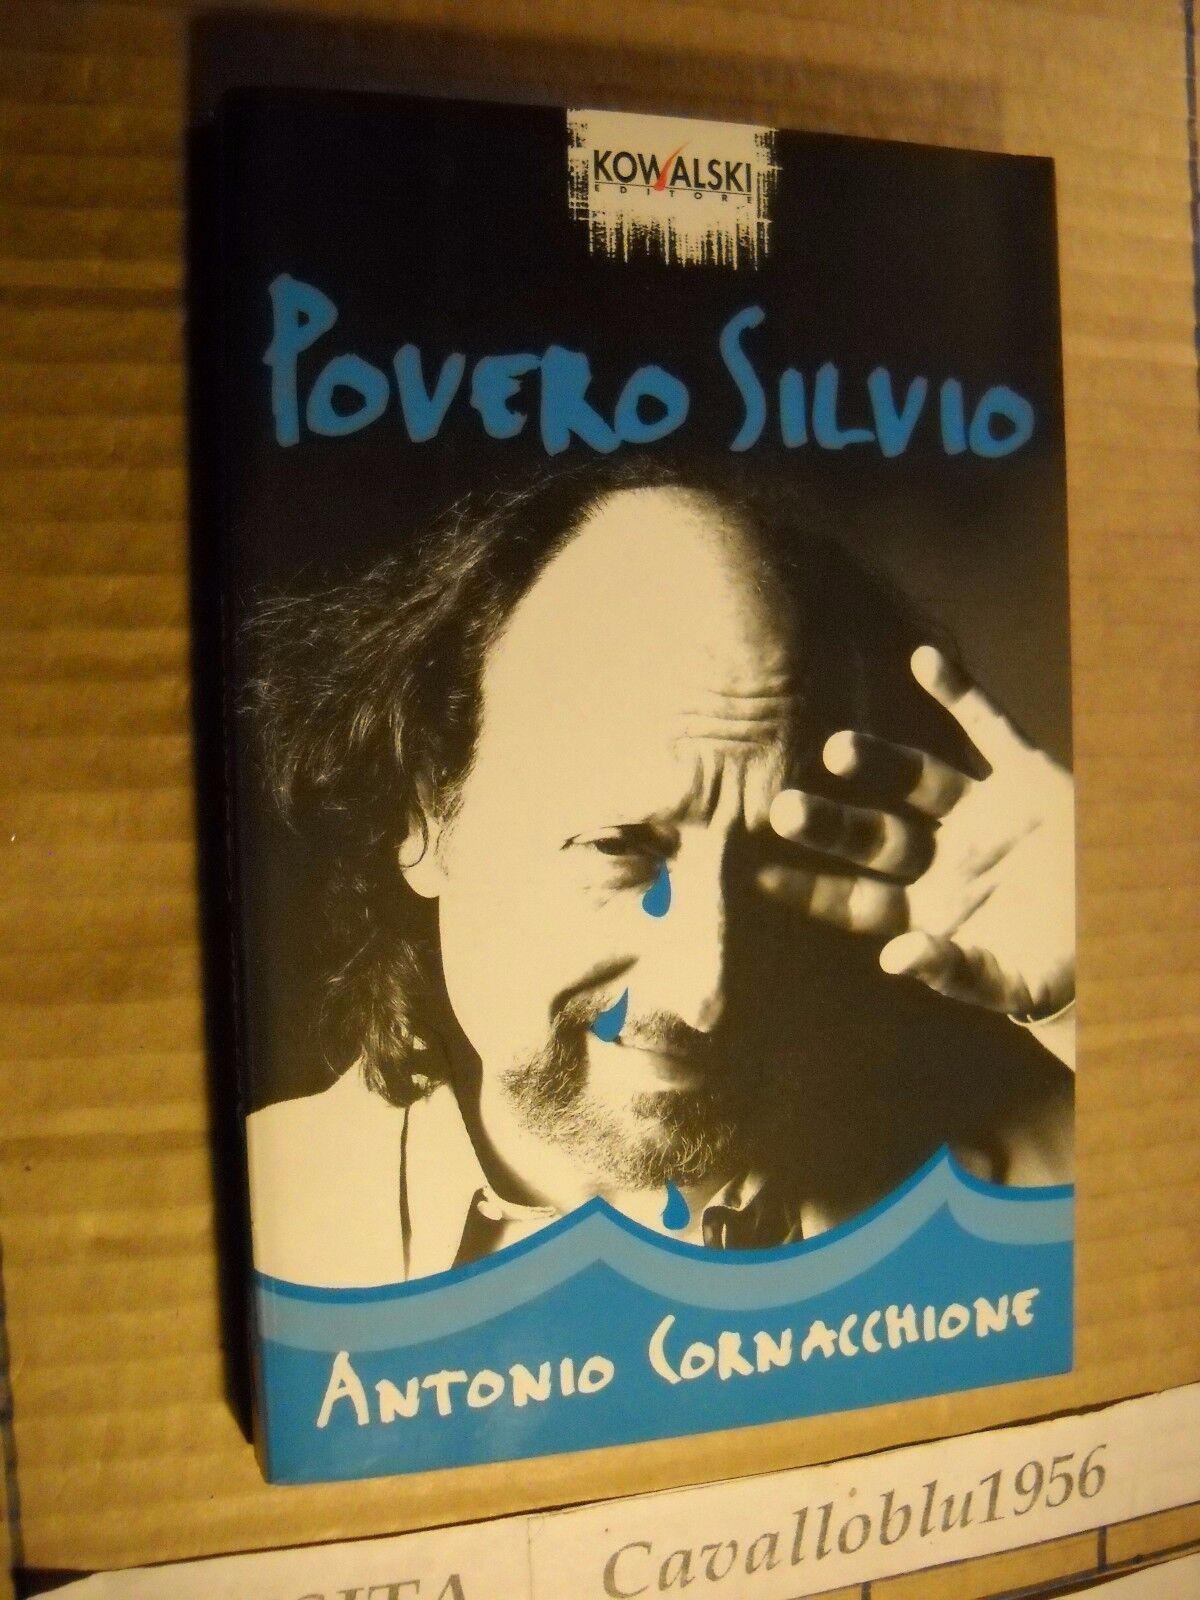 KOWALSKI
EDITORE
POVERO SILVIO
ANTONIO CORNACCHIONE
Cavalloblu1956